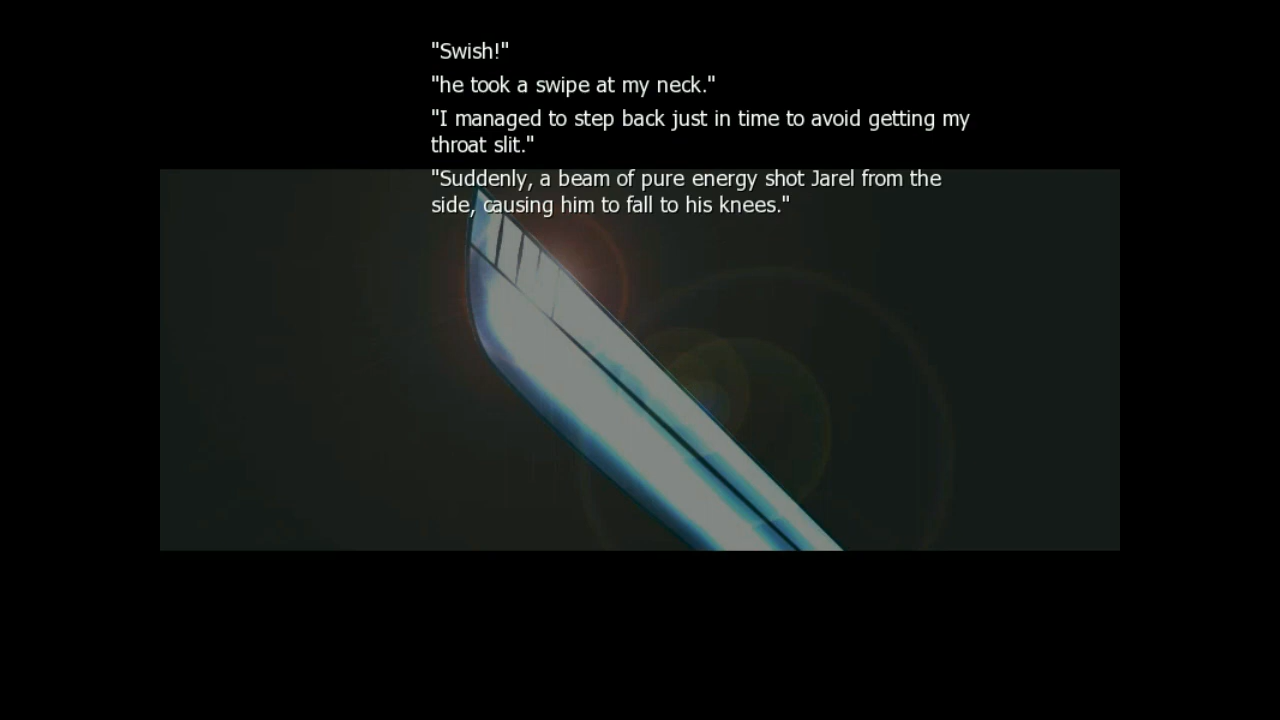 "Swish!"
"he took a swipe at my neck."
"I managed to step back just in time to avoid getting my
throat slit."
"Suddenly, a beam of pure energy shot Jarel from the
side, causing him to fall to his knees."